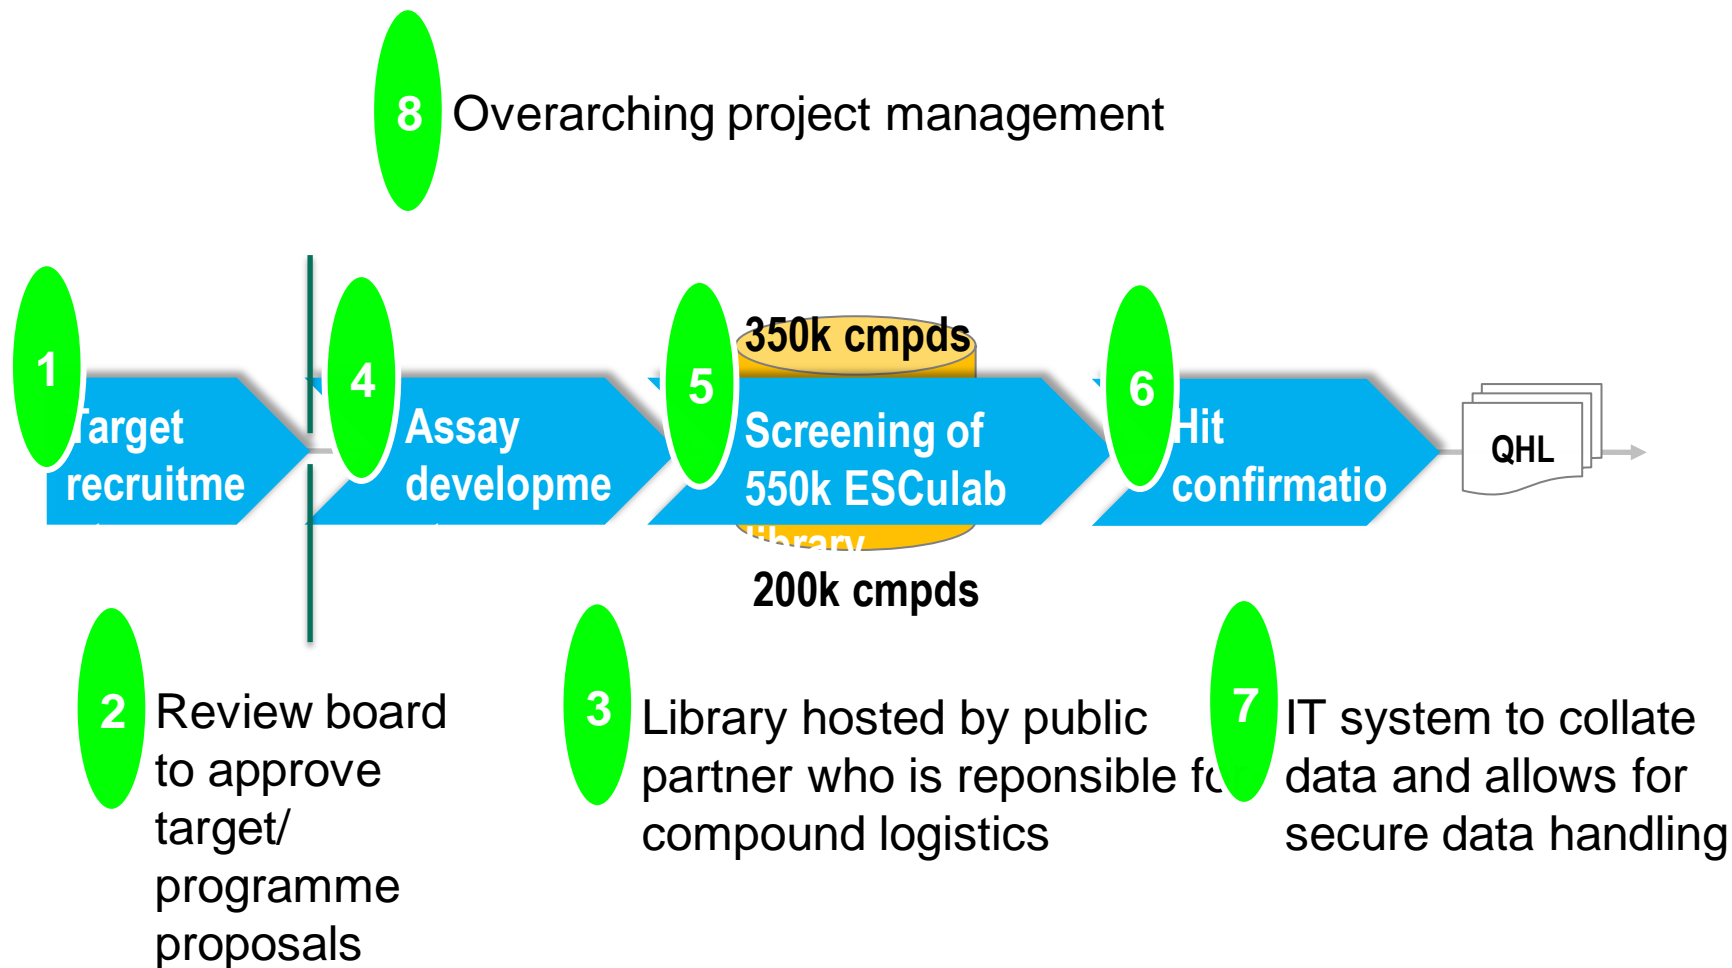 8 Overarching project management
1
Target
recruitme
4
Assay
developme
5
350k cmpds
Screening of
550k ESCulab
library
200k cmpds
6
Hit
confirmatio
QHL
2 Review board
to approve
target/
programme
proposals
3 Library hosted by public
partner who is reponsible for
compound logistics
7 IT system to collate
data and allows for
secure data handling